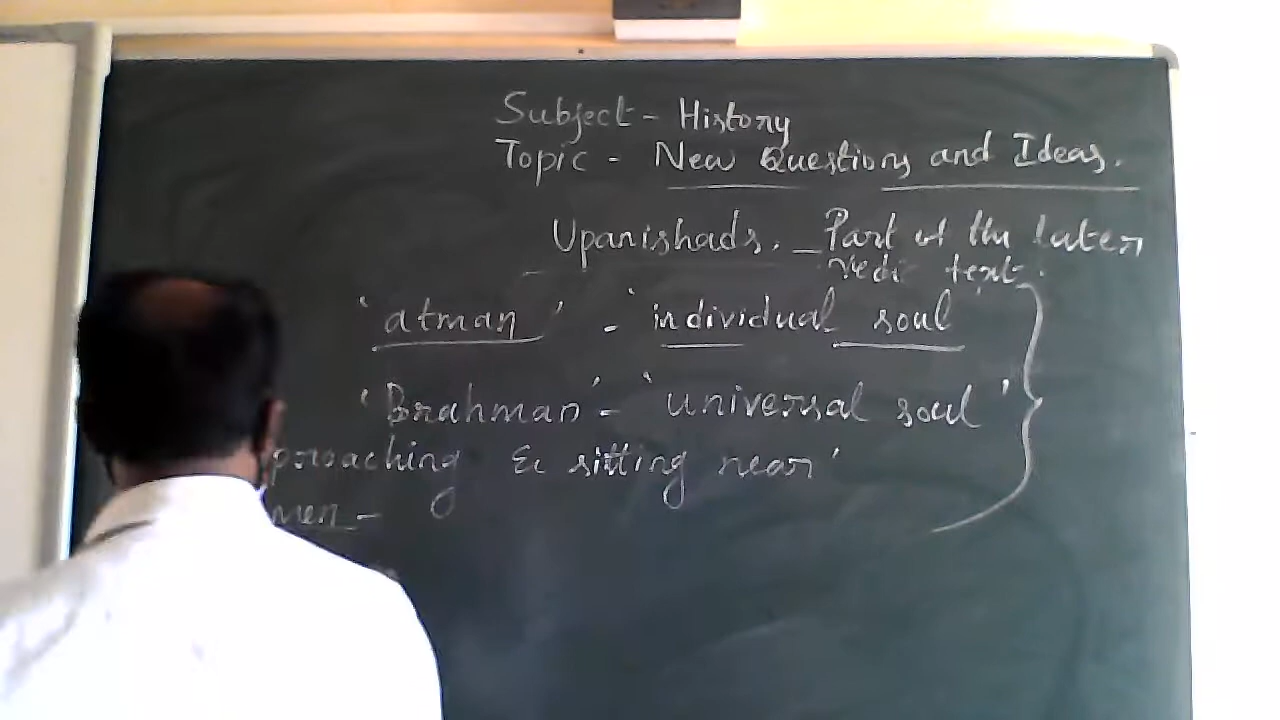 Subject - History
Topic - New Questions and Ideas.
Upanishads. - Part of the later
Vedic text.
'atman' - 'individual soul'
'Brahman' - 'universal soul'
proaching & sitting near'
men -